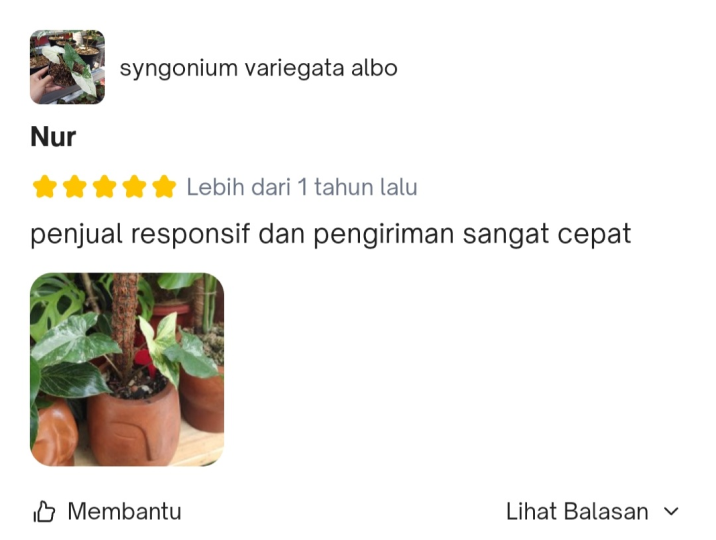 syngonium variegata albo
Nur
Lebih dari 1 tahun lalu
penjual responsif dan pengiriman sangat cepat
Membantu
Lihat Balasan